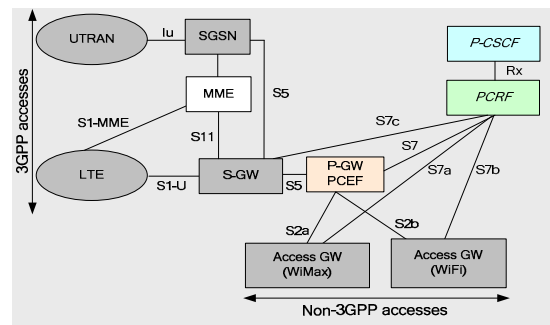 UTRAN
Iu
SGSN
P-CSCF
Rx
MME
S5
PCRF
S1-MME
S11
S7c
S7
3GPP accesses
LTE
S1-U
S-GW
S5
P-GW
PCEF
S7a
S7b
S2a
S2b
Access GW
(WiMax)
Access GW
(WiFi)
Non-3GPP accesses